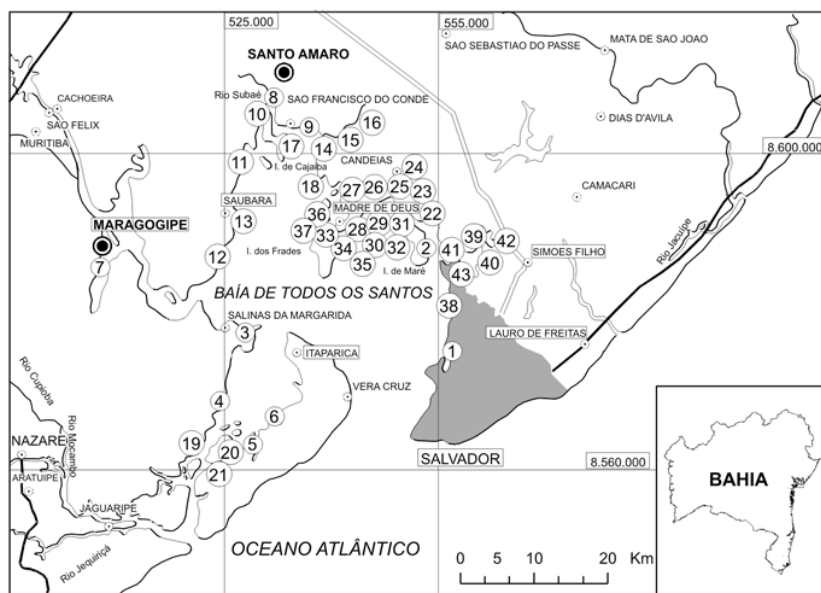 525.000
555.000
SAO SEBASTIAO DO PASSE
MATA DE SAO JOAO
SANTO AMARO
CACHOEIRA
SAO FELIX
MURITIBA
Rio Subaé
8
SAO FRANCISCO DO CONDE
DIAS D'AVILA
10
9
16
15
17
14
8.600.000
11
I. de Cajaiba
CANDEIAS
24
18
27
26
25
23
CAMACARI
SAUBARA
13
36
MADRE DE DEUS
22
MARAGOGIPE
37
33
28
29
31
39
42
Rio Jacuipe
12
I. dos Frades
34
30
32
2
41
40
SIMOES FILHO
7
35
I. de Maré
43
BAÍA DE TODOS OS SANTOS
38
SALINAS DA MARGARIDA
3
LAURO DE FREITAS
ITAPARICA
1
Rio Cupioba
VERA CRUZ
4
6
Rio Mocambo
NAZARE
19
20
5
SALVADOR
8.560.000
21
ARATUIPE
BAHIA
JAGUARIPE
OCEANO ATLÂNTICO
Rio Jequiriçá
0 5 10 20 Km